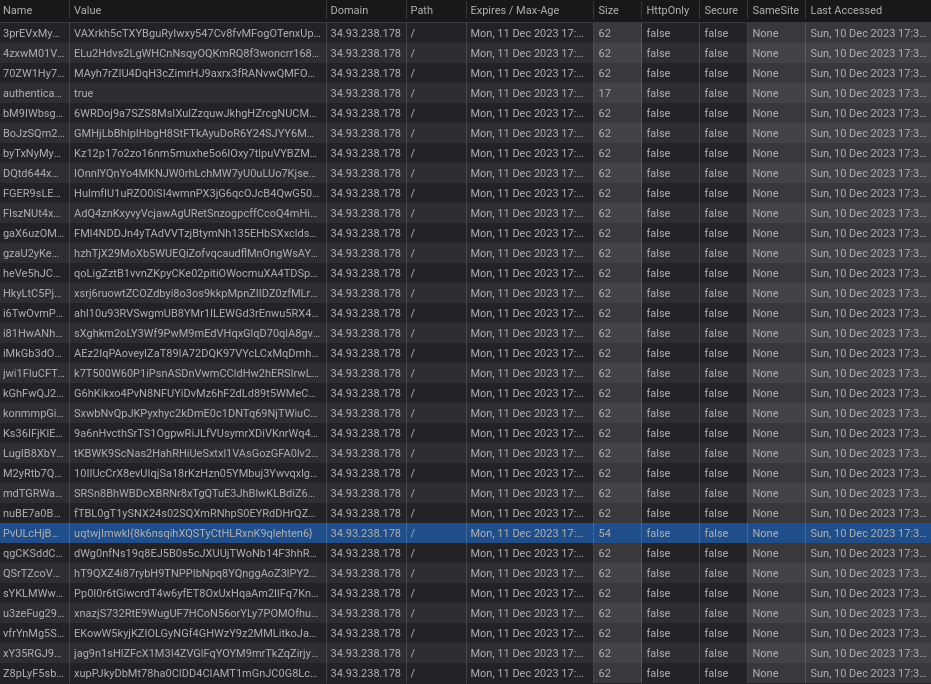 Name Value Domain Path Expires / Max-Age Size HttpOnly Secure SameSite Last Accessed
3prEVxMy… VAXrkh5cTXYBguRyIwxy547Cv8fvMFogOTenxUp… 34.93.238.178 / Mon, 11 Dec 2023 17:… 62 false false None Sun, 10 Dec 2023 17:3…
4zxwM01V… ELu2Hdvs2LgWHCnNsqyOQKmRQ8f3woncrr168… 34.93.238.178 / Mon, 11 Dec 2023 17:… 62 false false None Sun, 10 Dec 2023 17:3…
70ZW1Hy7… MAyh7rZIU4DqH3cZimrHJ9axrx3fRANvwQMFO… 34.93.238.178 / Mon, 11 Dec 2023 17:… 62 false false None Sun, 10 Dec 2023 17:3…
authentica… true 34.93.238.178 / Mon, 11 Dec 2023 17:… 17 false false None Sun, 10 Dec 2023 17:3…
bM9IWbsg… 6WRDoj9a7SZS8MsIXulZzquwJkhgHZrcgNUCM… 34.93.238.178 / Mon, 11 Dec 2023 17:… 62 false false None Sun, 10 Dec 2023 17:3…
BoJzSQm2… GMHjLbBhIpIHbgH8StFTkAyuDoR6Y24SJYY6M… 34.93.238.178 / Mon, 11 Dec 2023 17:… 62 false false None Sun, 10 Dec 2023 17:3…
byTxNyMy… Kz12p17o2zo16nm5muxhe5o6IOxy7tlpuVYBZM… 34.93.238.178 / Mon, 11 Dec 2023 17:… 62 false false None Sun, 10 Dec 2023 17:3…
DQtd644x… IOnnIYQnYo4MKNJW0rhLchMW7yU0uLUo7Kjse… 34.93.238.178 / Mon, 11 Dec 2023 17:… 62 false false None Sun, 10 Dec 2023 17:3…
FGER9sLE… HuImfIU1uRZO0iSI4wmnPX3jG6qcOJcB4QwG50… 34.93.238.178 / Mon, 11 Dec 2023 17:… 62 false false None Sun, 10 Dec 2023 17:3…
FIszNUt4x… AdQ4znKxyvyVcjawAgURetSnzogpcffCcoQ4mHi… 34.93.238.178 / Mon, 11 Dec 2023 17:… 62 false false None Sun, 10 Dec 2023 17:3…
gaX6uzOM… FMI4NDDJn4yTAdVVTzjBtymNh135EHbSXxcIds… 34.93.238.178 / Mon, 11 Dec 2023 17:… 62 false false None Sun, 10 Dec 2023 17:3…
gzaU2yKe… hzhTjX29MoXb5WUEQiZofvqcaudflMnOngWsAY… 34.93.238.178 / Mon, 11 Dec 2023 17:… 62 false false None Sun, 10 Dec 2023 17:3…
heVe5hJC… qoLigZztB1vvnZKpyCKe02pitiOWocmuXA4TDSp… 34.93.238.178 / Mon, 11 Dec 2023 17:… 62 false false None Sun, 10 Dec 2023 17:3…
HkyLtC5Pj… xsrj6ruowtZCOZdbyi8o3os9kkpMpnZIIDZ0zfMLr… 34.93.238.178 / Mon, 11 Dec 2023 17:… 62 false false None Sun, 10 Dec 2023 17:3…
i6TwOvmP… ahI10u93RVSwgmUB8YMr1ILEWGd3rEnwu5RX4… 34.93.238.178 / Mon, 11 Dec 2023 17:… 62 false false None Sun, 10 Dec 2023 17:3…
i81HwANh… sXghkm2oLY3Wf9PwM9mEdVHqxGlqD70qIA8gv… 34.93.238.178 / Mon, 11 Dec 2023 17:… 62 false false None Sun, 10 Dec 2023 17:3…
iMkGb3dO… AEz2IqPAoveyIZaT89IA72DQK97VYcLCxMqDmh… 34.93.238.178 / Mon, 11 Dec 2023 17:… 62 false false None Sun, 10 Dec 2023 17:3…
jwi1FIuCFT… k7T500W60P1iPsnASDnVwmCCldHw2hERSIrwL… 34.93.238.178 / Mon, 11 Dec 2023 17:… 62 false false None Sun, 10 Dec 2023 17:3…
kGhFwQJ2… G6hKikxo4PvN8NFUYiDvMz6hF2dLd89t5WMeC… 34.93.238.178 / Mon, 11 Dec 2023 17:… 62 false false None Sun, 10 Dec 2023 17:3…
konmmpGi… SxwbNvQpJKPyxhyc2kDmE0c1DNTq69NjTWiuC… 34.93.238.178 / Mon, 11 Dec 2023 17:… 62 false false None Sun, 10 Dec 2023 17:3…
Ks36IFjKIE… 9a6nHvcthSrTS1OgpwRiJLfVUsymrXDiVKnrWq4… 34.93.238.178 / Mon, 11 Dec 2023 17:… 62 false false None Sun, 10 Dec 2023 17:3…
LugIB8XbY… tKBWK9ScNas2HahRHiUeSxtxI1VAsGozGFA0lv2… 34.93.238.178 / Mon, 11 Dec 2023 17:… 62 false false None Sun, 10 Dec 2023 17:3…
M2yRtb7Q… 10IIUcCrX8evUIqjSa18rKzHzn05YMbuj3Ywvqxlg… 34.93.238.178 / Mon, 11 Dec 2023 17:… 62 false false None Sun, 10 Dec 2023 17:3…
mdTGRWa… SRSn8BhWBDcXBRNr8xTgQTuE3JhBIwKLBdiZ6… 34.93.238.178 / Mon, 11 Dec 2023 17:… 62 false false None Sun, 10 Dec 2023 17:3…
nuBE7a0B… fTBL0gT1ySNX24s02SQXmRNhpS0EYRdDHrQZ… 34.93.238.178 / Mon, 11 Dec 2023 17:… 62 false false None Sun, 10 Dec 2023 17:3…
PvULcHjB… uqtwjlmwkl{8k6nsqihXQSTyCtHLRxnK9qlehten6} 34.93.238.178 / Mon, 11 Dec 2023 17:… 54 false false None Sun, 10 Dec 2023 17:3…
qgCKSddC… dWg0nfNs19q8EJ5B0s5cJXUUjTWoNb14F3hhR… 34.93.238.178 / Mon, 11 Dec 2023 17:… 62 false false None Sun, 10 Dec 2023 17:3…
QSrTZcoV… hT9QXZ4i87rybH9TNPPIbNpq8YQnggAoZ3IPY2… 34.93.238.178 / Mon, 11 Dec 2023 17:… 62 false false None Sun, 10 Dec 2023 17:3…
sYKLMWw… Pp0I0r6tGiwcrdT4w6yfET8OxUxHqaAm2IIFq7Kn… 34.93.238.178 / Mon, 11 Dec 2023 17:… 62 false false None Sun, 10 Dec 2023 17:3…
u3zeFug29… xnazjS732RtE9WugUF7HCoN56orYLy7POMOfhu… 34.93.238.178 / Mon, 11 Dec 2023 17:… 62 false false None Sun, 10 Dec 2023 17:3…
vfrYnMg5S… EKowW5kyjKZIOLGyNGf4GHWzY9z2MMLitkoJa… 34.93.238.178 / Mon, 11 Dec 2023 17:… 62 false false None Sun, 10 Dec 2023 17:3…
xY35RGJ9… jag9n1sHlZFcX1M3I4ZVGIFqYOYM9mrTkZqZirjy… 34.93.238.178 / Mon, 11 Dec 2023 17:… 62 false false None Sun, 10 Dec 2023 17:3…
Z8pLyF5sb… xupPJkyDbMt78ha0CIDD4CIAMT1mGnJC0G8Lc… 34.93.238.178 / Mon, 11 Dec 2023 17:… 62 false false None Sun, 10 Dec 2023 17:3…